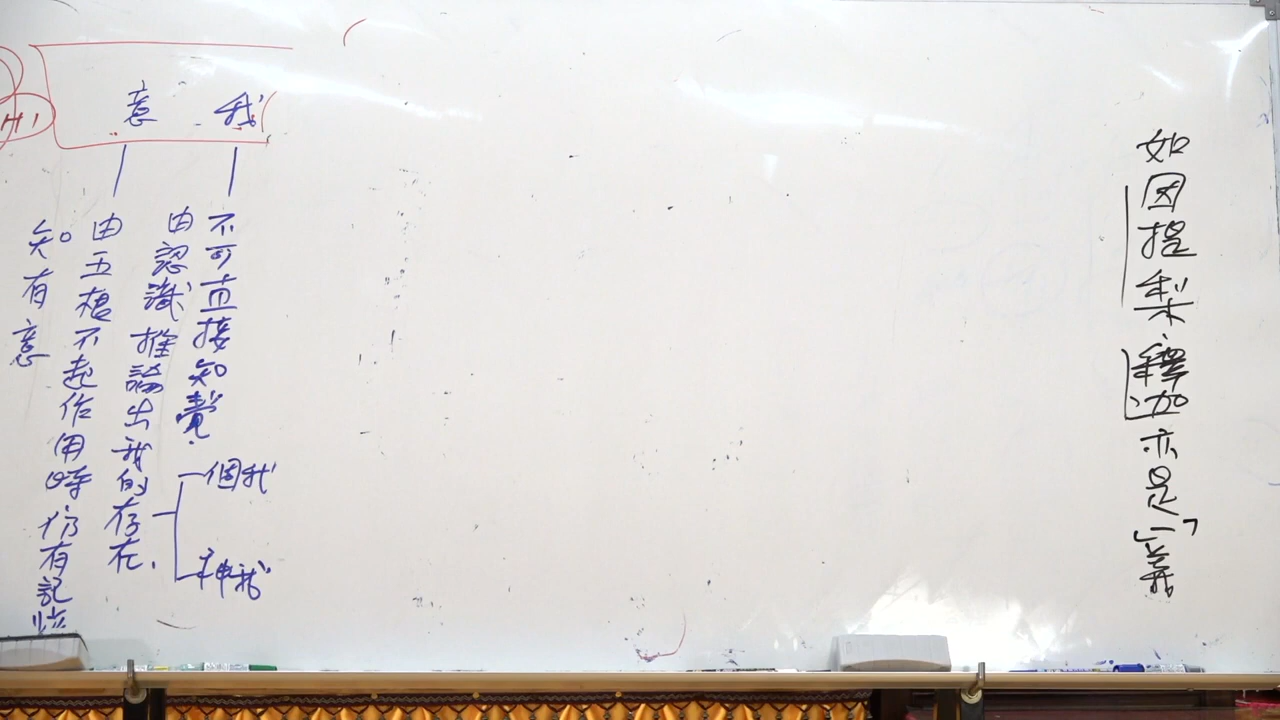 如因提梨、釋迦亦是「一義
我
不可直接知覺.
由認識推論出我的存在.
個我
神我
意
由五根不起作用時仍有記憶
知有意